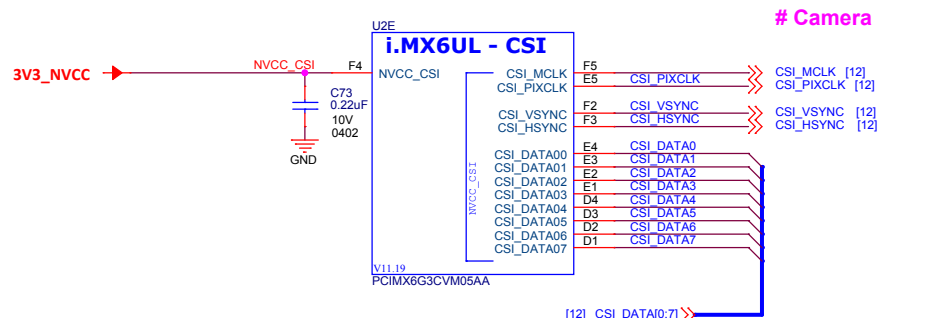 # Camera
U2E
i.MX6UL - CSI
3V3_NVCC
NVCC_CSI
F4
NVCC_CSI
C73
0.22uF
10V
0402
GND
NVCC_CSI
CSI_MCLK F5 CSI_MCLK [12]
CSI_PIXCLK E5 CSI_PIXCLK CSI_PIXCLK [12]
CSI_VSYNC F2 CSI_VSYNC CSI_VSYNC [12]
CSI_HSYNC F3 CSI_HSYNC CSI_HSYNC [12]
CSI_DATA00 E4 CSI_DATA0
CSI_DATA01 E3 CSI_DATA1
CSI_DATA02 E2 CSI_DATA2
CSI_DATA03 E1 CSI_DATA3
CSI_DATA04 D4 CSI_DATA4
CSI_DATA05 D3 CSI_DATA5
CSI_DATA06 D2 CSI_DATA6
CSI_DATA07 D1 CSI_DATA7
V11.19
PCIMX6G3CVM05AA
[12] CSI_DATA[0:7]